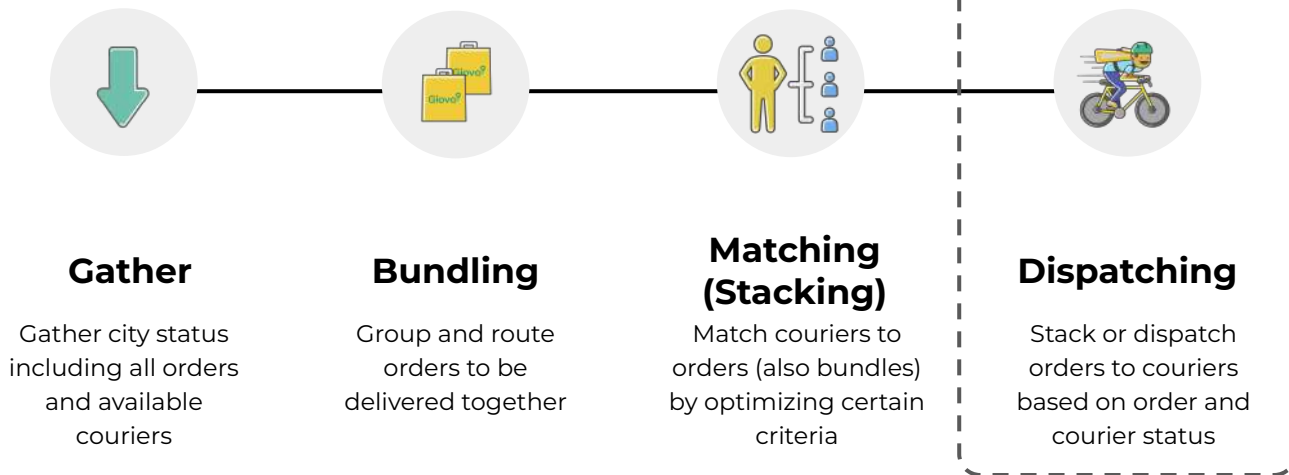 Glovo
Glovo
Gather
Gather city status
including all orders
and available
couriers
Bundling
Group and route
orders to be
delivered together
Matching
(Stacking)
Match couriers to
orders (also bundles)
by optimizing certain
criteria
Dispatching
Stack or dispatch
orders to couriers
based on order and
courier status